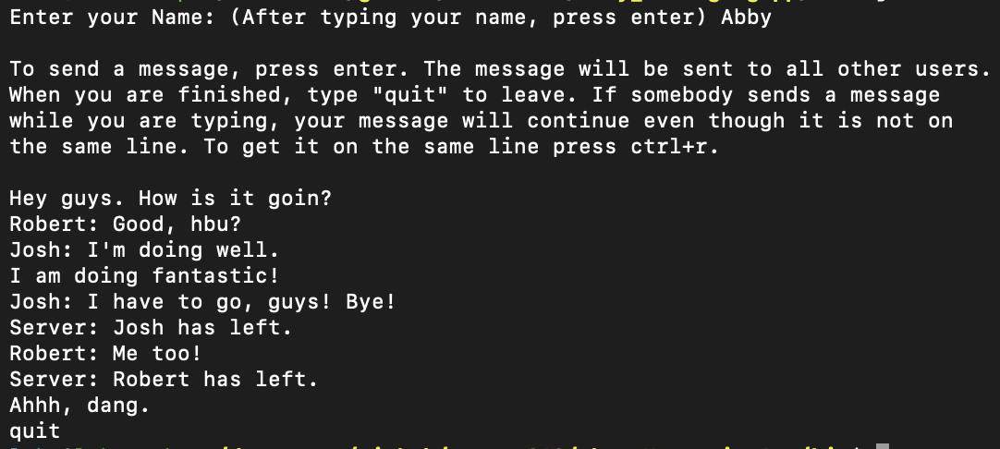 Enter your Name: (After typing your name, press enter) Abby
To send a message, press enter. The message will be sent to all other users.
When you are finished, type "quit" to leave. If somebody sends a message
while you are typing, your message will continue even though it is not on
the same line. To get it on the same line press ctrl+r.
Hey guys. How is it goin?
Robert: Good, hbu?
Josh: I'm doing well.
I am doing fantastic!
Josh: I have to go, guys! Bye!
Server: Josh has left.
Robert: Me too!
Server: Robert has left.
Ahhh, dang.
quit